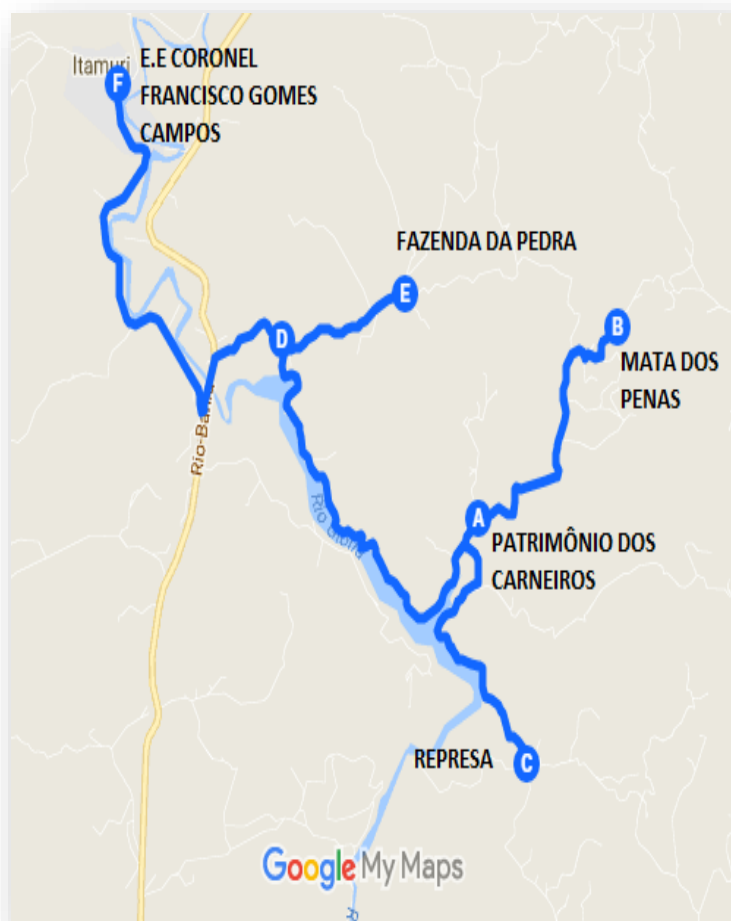 Itamuri
F
E.E CORONEL
FRANCISCO GOMES
CAMPOS
FAZENDA DA PEDRA
E
D
B
MATA DOS
PENAS
Rio-Bahia
Rio Glória
A
PATRIMÔNIO DOS
CARNEIROS
REPRESA
C
Google My Maps
R